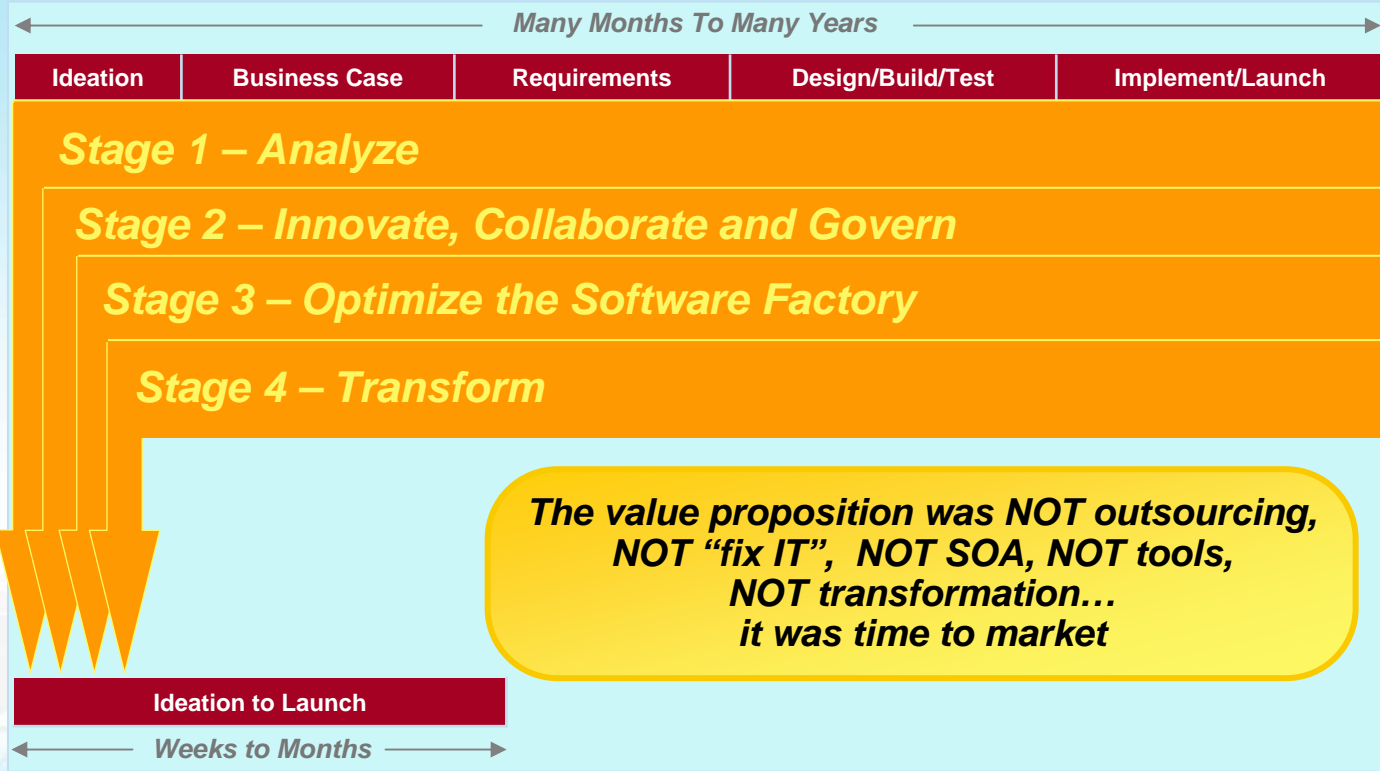 Many Months To Many Years
Ideation
Business Case
Requirements
Design/Build/Test
Implement/Launch
Stage 1 – Analyze
Stage 2 – Innovate, Collaborate and Govern
Stage 3 – Optimize the Software Factory
Stage 4 – Transform
The value proposition was NOT outsourcing,
NOT “fix IT”, NOT SOA, NOT tools,
NOT transformation…
it was time to market
Ideation to Launch
Weeks to Months